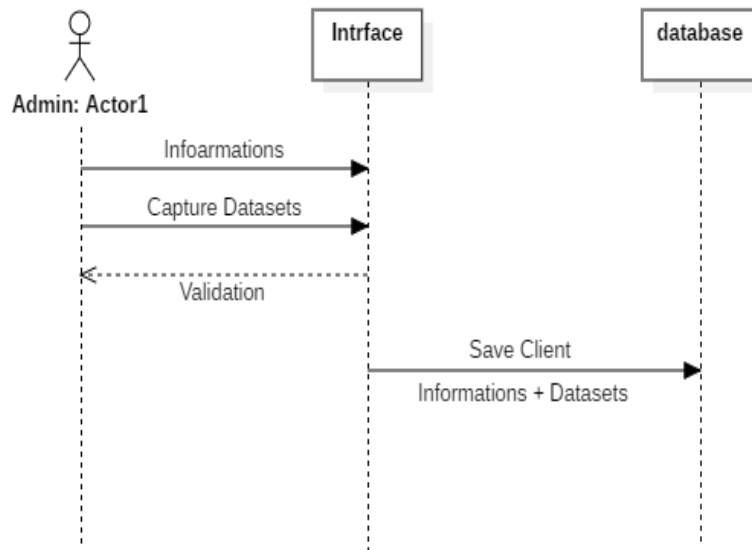 Intrface
database
Admin: Actor1
Infoarmations
Capture Datasets
Validation
Save Client
Informations + Datasets